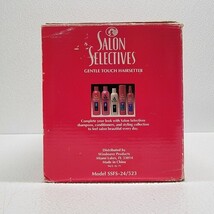 SALON
SELECTIVES
GENTLE TOUCH HAIRSETTER
Complete your look with Salon Selectives
shampoo, conditioners, and styling collection
to feel salon beautiful every day.
Distributed by
Windmere Products
Miami Lakes, FL 33014
Made in China
Model SSFS-24/523